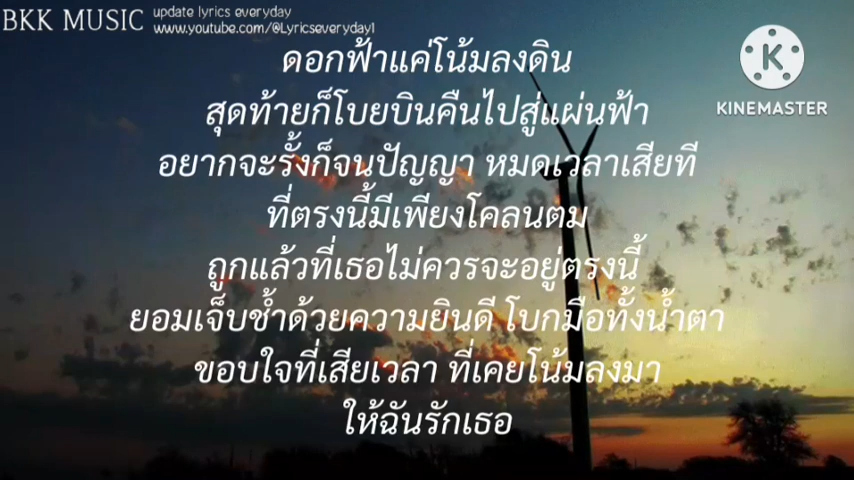 BKK MUSIC update lyrics everyday
www.youtube.com/@Lyricseveryday1
KINEMASTER
ดอกฟ้าแค่โน้มลงดิน
สุดท้ายก็โบยบินคืนไปสู่แผ่นฟ้า
อยากจะรั้งก็จนปัญญา หมดเวลาเสียที
ที่ตรงนี้มีเพียงโคลนตม
ถูกแล้วที่เธอไม่ควรจะอยู่ตรงนี้
ยอมเจ็บช้ำด้วยความยินดี โบกมือทั้งน้ำตา
ขอบใจที่เสียเวลา ที่เคยโน้มลงมา
ให้ฉันรักเธอ